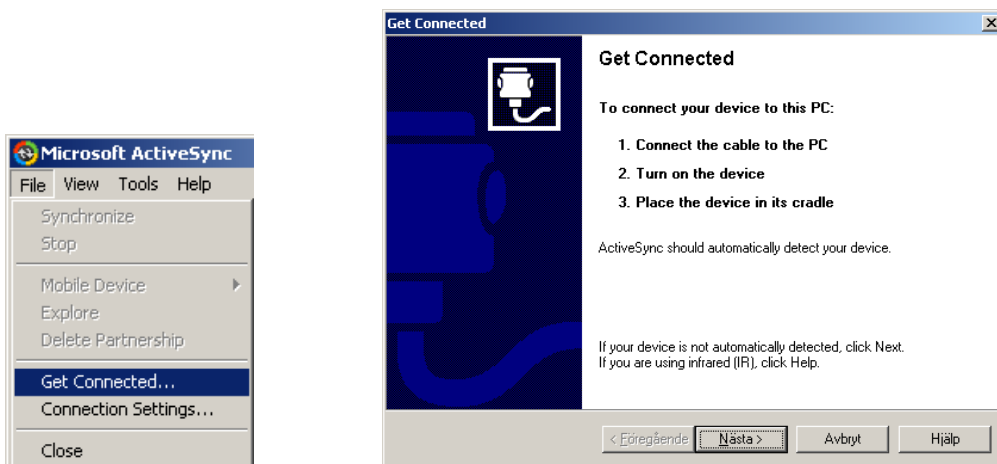 Microsoft ActiveSync
File View Tools Help
Synchronize
Stop
Mobile Device
Explore
Delete Partnership
Get Connected...
Connection Settings...
Close
Get Connected
Get Connected
To connect your device to this PC:
1. Connect the cable to the PC
2. Turn on the device
3. Place the device in its cradle
ActiveSync should automatically detect your device.
If your device is not automatically detected, click Next.
If you are using infrared (IR), click Help.
< Föregående Nästa > Avbryt Hjälp